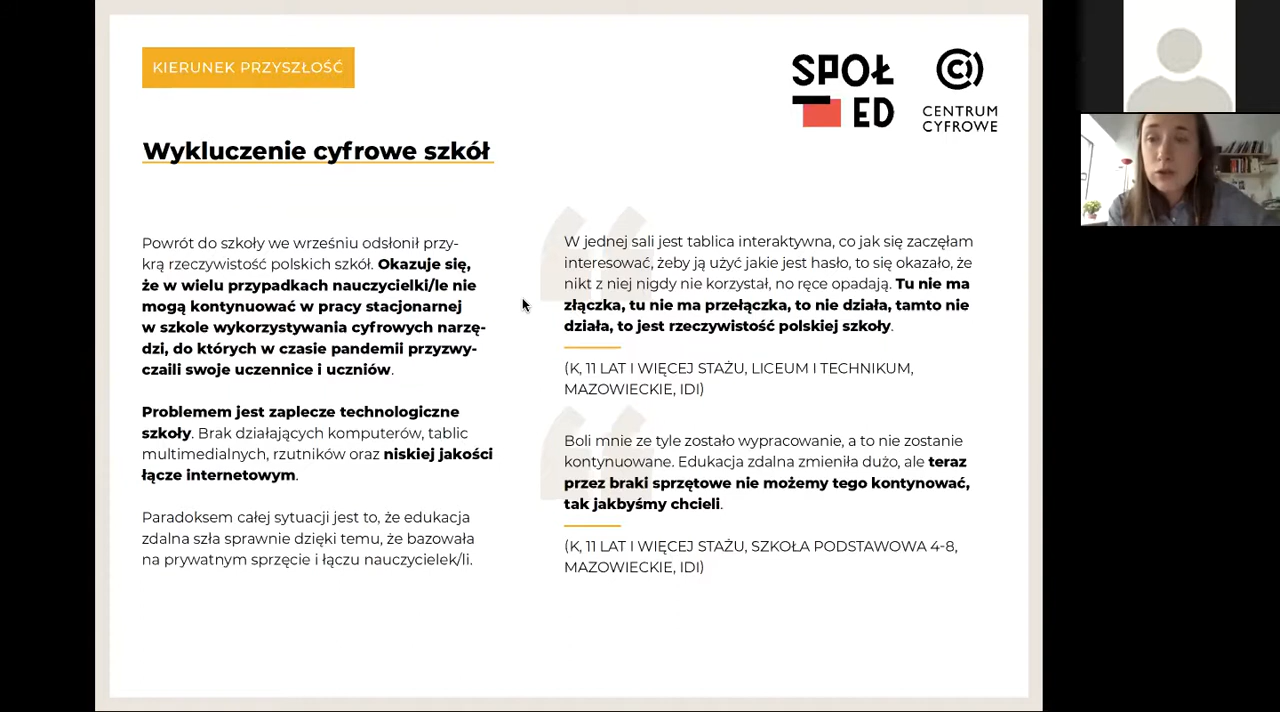 KIERUNEK PRZYSZŁOŚĆ
SPOŁ
ED
CENTRUM
CYFROWE
Wykluczenie cyfrowe szkół
Powrót do szkoły we wrześniu odsłonił przy-
krą rzeczywistość polskich szkół. Okazuje się,
że w wielu przypadkach nauczycielki/le nie
mogą kontynuować w pracy stacjonarnej
w szkole wykorzystywania cyfrowych narzę-
dzi, do których w czasie pandemii przyzwy-
czaili swoje uczennice i uczniów.
Problemem jest zaplecze technologiczne
szkoły. Brak działających komputerów, tablic
multimedialnych, rzutników oraz niskiej jakości
łącze internetowym.
Paradoksem całej sytuacji jest to, że edukacja
zdalna szła sprawnie dzięki temu, że bazowała
na prywatnym sprzęcie i łączu nauczycielek/li.
W jednej sali jest tablica interaktywna, co jak się zaczęłam
interesować, żeby ją użyć jakie jest hasło, to się okazało, że
nikt z niej nigdy nie korzystał, no ręce opadają. Tu nie ma
złączka, tu nie ma przełączka, to nie działa, tamto nie
działa, to jest rzeczywistość polskiej szkoły.
(K, 11 LAT I WIĘCEJ STAŻU, LICEUM I TECHNIKUM,
MAZOWIECKIE, IDI)
Boli mnie ze tyle zostało wypracowanie, a to nie zostanie
kontynuowane. Edukacja zdalna zmieniła dużo, ale teraz
przez braki sprzętowe nie możemy tego kontynować,
tak jakbyśmy chcieli.
(K, 11 LAT I WIĘCEJ STAŻU, SZKOŁA PODSTAWOWA 4-8,
MAZOWIECKIE, IDI)